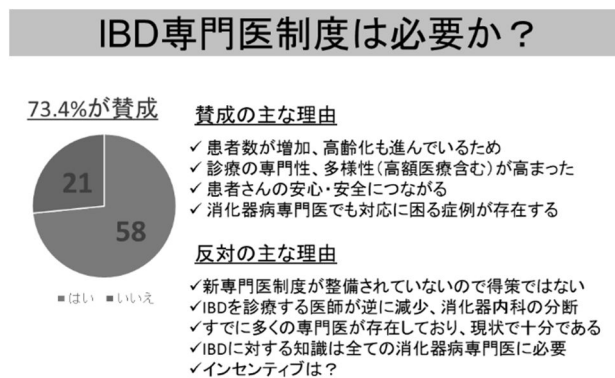 IBD専門医制度は必要か？
73.4%が賛成
21
58
■はい ■いいえ
賛成の主な理由
✓患者数が増加、高齢化も進んでいるため
✓診療の専門性、多様性（高額医療含む）が高まった
✓患者さんの安心・安全につながる
✓消化器病専門医でも対応に困る症例が存在する
反対の主な理由
✓新専門医制度が整備されていないので得策ではない
✓IBDを診療する医師が逆に減少、消化器内科の分断
✓すでに多くの専門医が存在しており、現状で十分である
✓IBDに対する知識は全ての消化器病専門医に必要
✓インセンティブは？